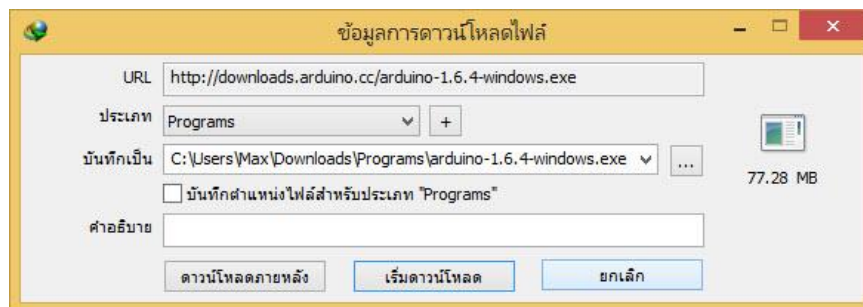 ข้อมูลการดาวน์โหลดไฟล์
URL http://downloads.arduino.cc/arduino-1.6.4-windows.exe
ประเภท Programs +
บันทึกเป็น C:\Users\Max\Downloads\Programs\arduino-1.6.4-windows.exe ...
77.28 MB
บันทึกตำแหน่งไฟล์สำหรับประเภท "Programs"
คำอธิบาย
ดาวน์โหลดภายหลัง เริ่มดาวน์โหลด ยกเลิก